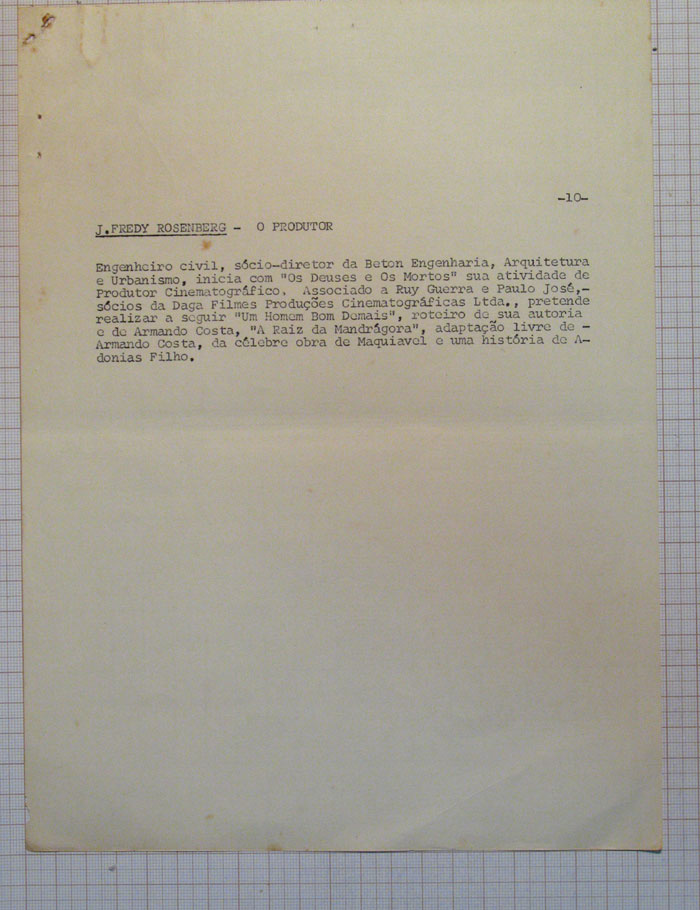 -10-
J.FREDY ROSENBERG - O PRODUTOR
Engenheiro civil, sócio-diretor da Beton Engenharia, Arquitetura
e Urbanismo, inicia com "Os Deuses e Os Mortos" sua atividade de
Produtor Cinematográfico. Associado a Ruy Guerra e Paulo José,-
sócios da Daga Filmes Produções Cinematográficas Ltda., pretende
realizar a seguir "Um Homem Bom Demais", roteiro de sua autoria
e de Armando Costa, "A Raiz da Mandrágora", adaptação livre de -
Armando Costa, da célebre obra de Maquiavel e uma história de A-
donias Filho.